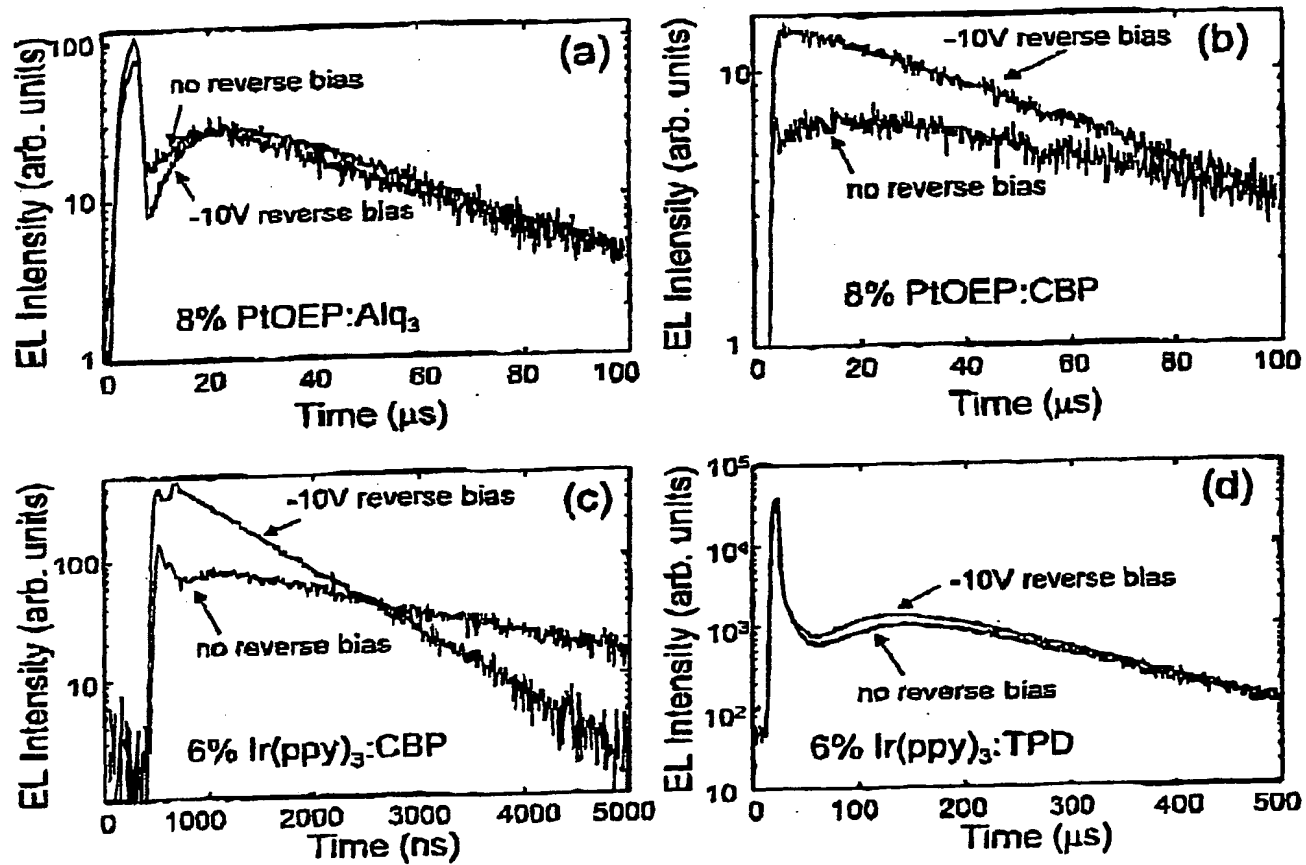 EL Intensity (arb. units)
100
10
1
(a)
no reverse bias
-10V reverse bias
8% PtOEP:Alq₃
0 20 40 60 80 100
Time (μs)
EL Intensity (arb. units)
10
1
(b)
-10V reverse bias
no reverse bias
8% PtOEP:CBP
0 20 40 60 80 100
Time (μs)
EL Intensity (arb. units)
100
10
(c)
-10V reverse bias
no reverse bias
6% Ir(ppy)₃:CBP
0 1000 2000 3000 4000 5000
Time (ns)
EL Intensity (arb. units)
10⁵
10⁴
10³
10²
10
(d)
-10V reverse bias
no reverse bias
6% Ir(ppy)₃:TPD
0 100 200 300 400 500
Time (μs)